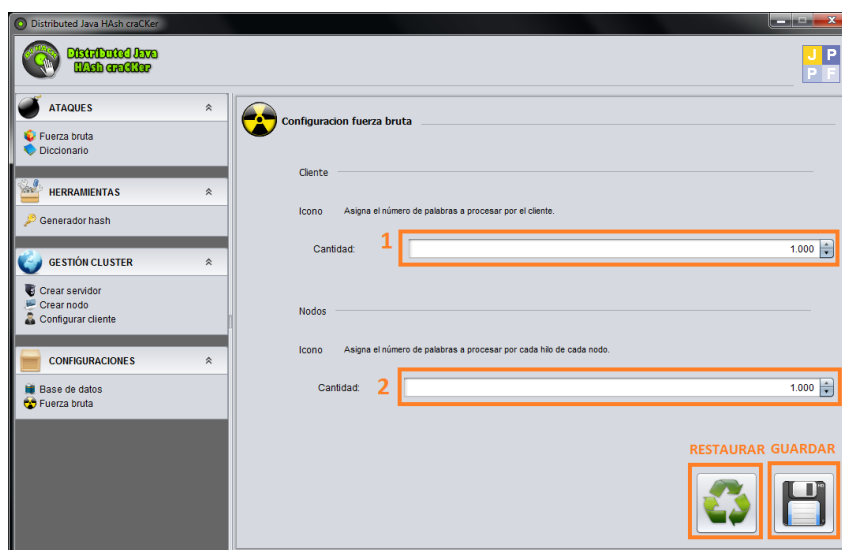 Distributed Java HAsh craCKer
Distributed Java
HAsh craCKer
J P
P F
ATAQUES
Fuerza bruta
Diccionario
HERRAMIENTAS
Generador hash
GESTIÓN CLUSTER
Crear servidor
Crear nodo
Configurar cliente
CONFIGURACIONES
Base de datos
Fuerza bruta
Configuracion fuerza bruta
Cliente
Icono Asigna el número de palabras a procesar por el cliente.
Cantidad: 1 1.000
Nodos
Icono Asigna el número de palabras a procesar por cada hilo de cada nodo.
Cantidad: 2 1.000
RESTAURAR GUARDAR